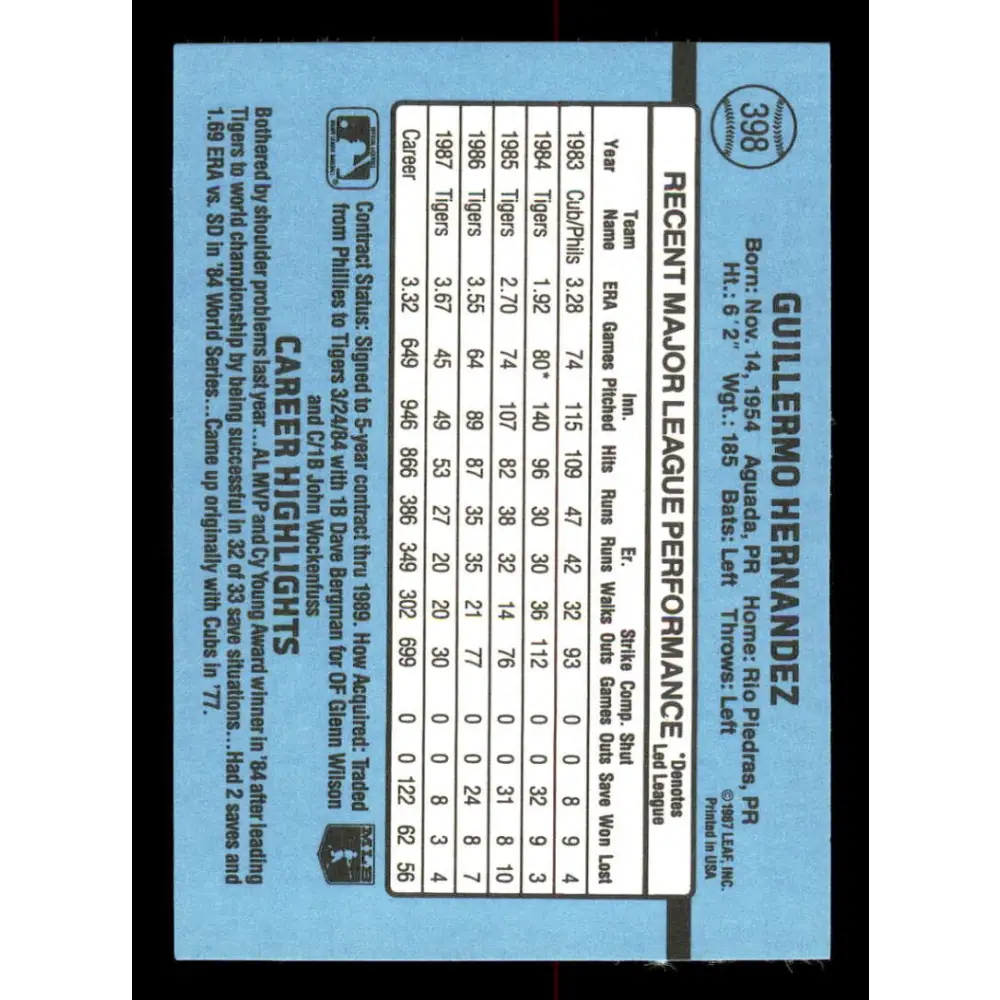 398
GUILLERMO HERNANDEZ
Born: Nov. 14, 1954 Aguada, PR Home: Rio Piedras, PR
Ht.: 6'2" Wgt.: 185 Bats: Left Throws: Left
©1987 LEAF, INC.
Printed in USA
RECENT MAJOR LEAGUE PERFORMANCE *Denotes Led League
Year Team Name ERA Games Inn. Pitched Hits Runs Er. Runs Walks Strike Outs Comp. Games Shut Outs Save Won Lost
1983 Cub/Phils 3.28 74 115 109 47 42 32 93 0 0 8 9 4
1984 Tigers 1.92 80* 140 96 30 30 36 112 0 0 32 9 3
1985 Tigers 2.70 74 107 82 38 32 14 76 0 0 31 8 10
1986 Tigers 3.55 64 89 87 35 35 21 77 0 0 24 8 7
1987 Tigers 3.67 45 49 53 27 20 20 30 0 0 8 3 4
Career 3.32 649 946 866 386 349 302 699 0 0 122 62 56
Contract Status: Signed to 5-year contract thru 1989. How Acquired: Traded
from Phillies to Tigers 3/24/84 with 1B Dave Bergman for OF Glenn Wilson
and C/1B John Wockenfuss
MLB
CAREER HIGHLIGHTS
Bothered by shoulder problems last year...AL MVP and Cy Young Award winner in '84 after leading
Tigers to world championship by being successful in 32 of 33 save situations...Had 2 saves and
1.69 ERA vs. SD in '84 World Series...Came up originally with Cubs in '77.